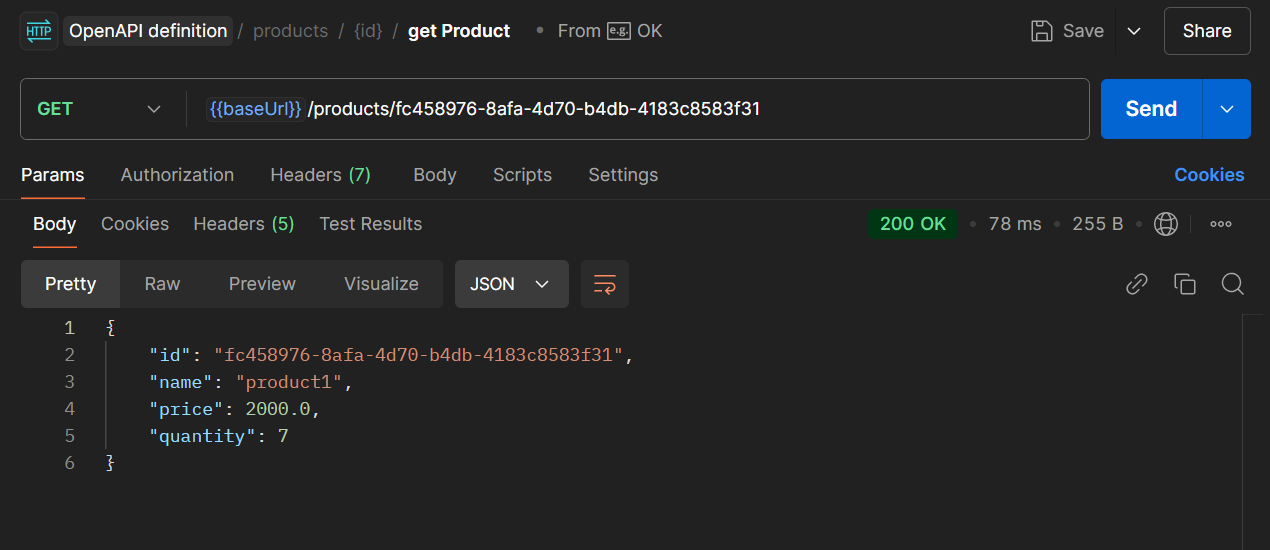 HTTP OpenAPI definition / products / {id} / get Product • From e.g. OK Save Share
GET {{baseUrl}} /products/fc458976-8afa-4d70-b4db-4183c8583f31 Send
Params Authorization Headers (7) Body Scripts Settings Cookies
Body Cookies Headers (5) Test Results 200 OK • 78 ms • 255 B •
Pretty Raw Preview Visualize JSON
1 {
2 "id": "fc458976-8afa-4d70-b4db-4183c8583f31",
3 "name": "product1",
4 "price": 2000.0,
5 "quantity": 7
6 }